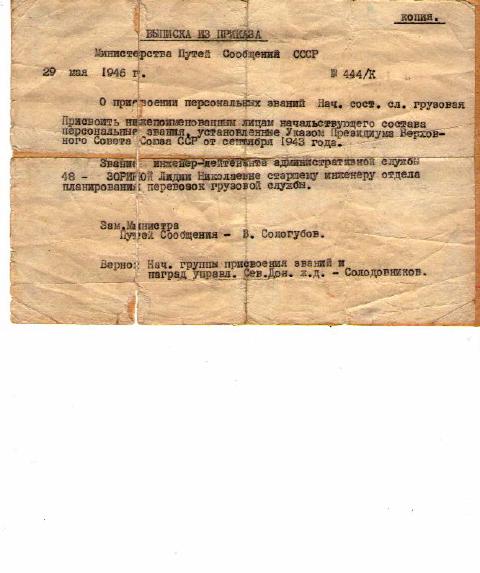 КОПИЯ.
ВЫПИСКА ИЗ ПРИКАЗА
Министерства Путей Сообщений СССР
29 мая 1946 г. № 444/К
О присвоении персональных званий Нач. сост. сл. грузовая
Присвоить нижепоименованным лицам начальствующего состава
персональные звания, установленные Указом Президиума Верхов-
ного Совета Союза ССР от сентября 1943 года.
Звание инженер-лейтенанта административной службы
48 - ЗОРИНОЙ Лидии Николаевне старшему инженеру отдела
планирования перевозок грузовой службы.
Зам.Министра
Путей Сообщения - В. Сологубов.
Верно: Нач. группы присвоения званий и
наград управл. Сев.Дон. ж.д. - Солодовников.